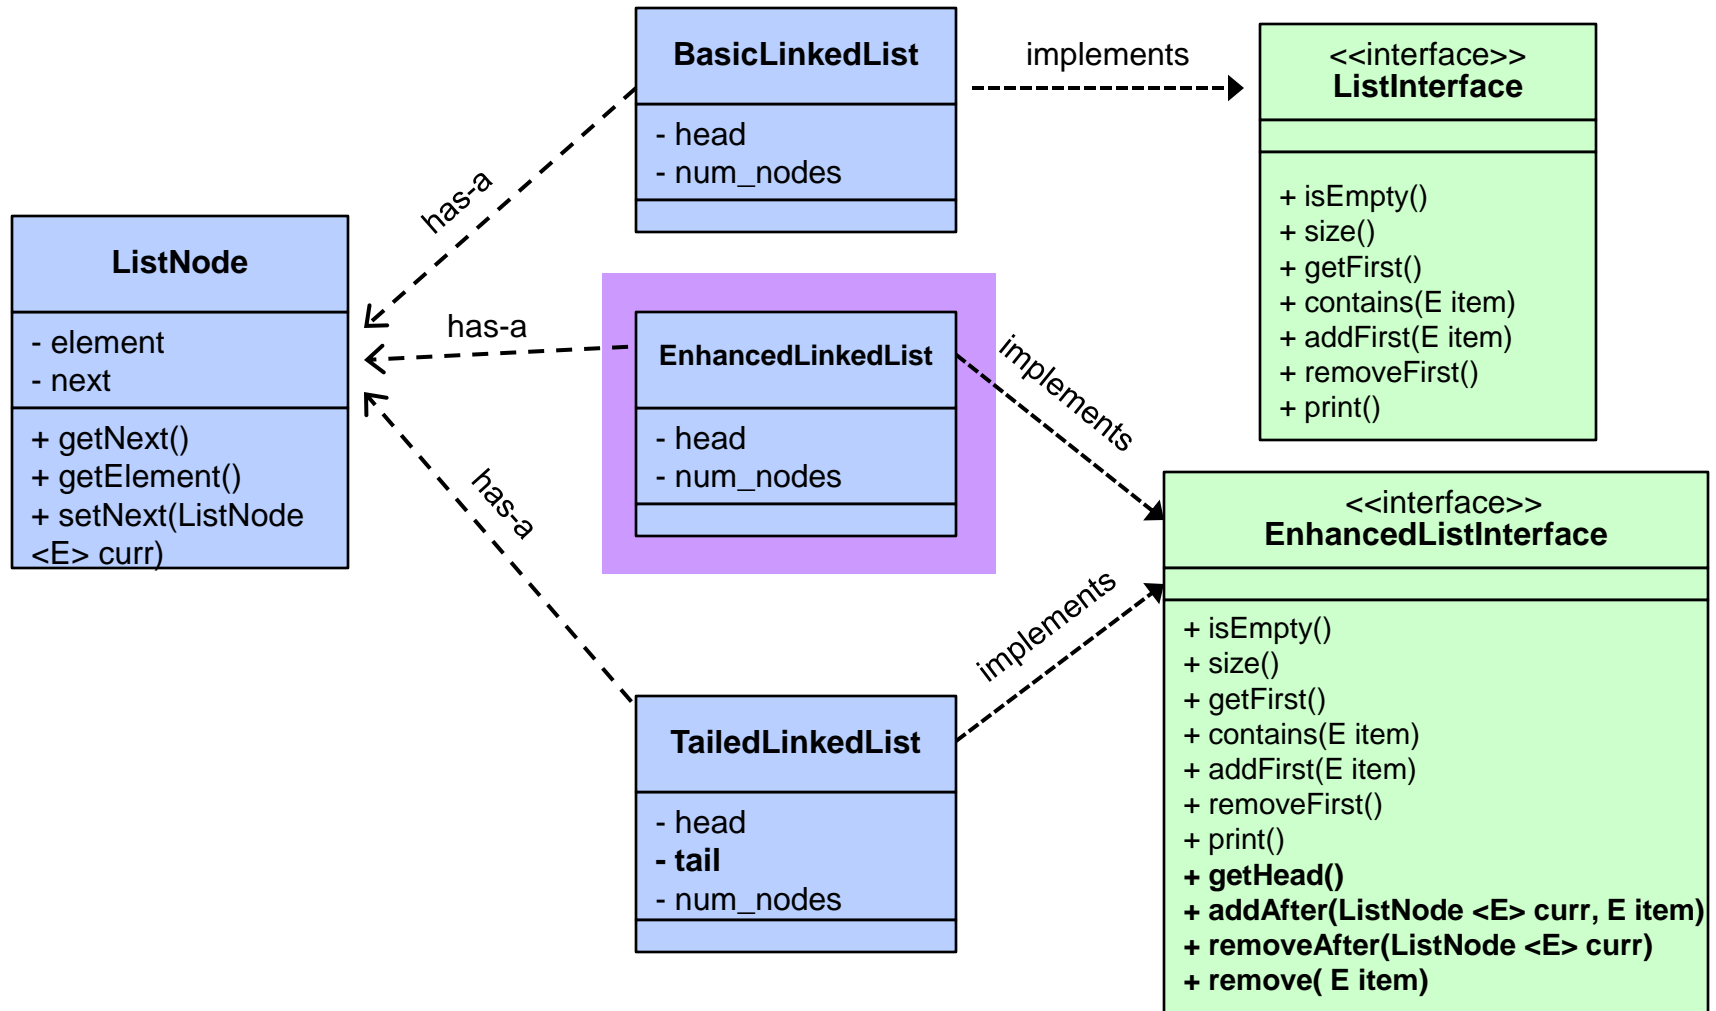 BasicLinkedList
- head
- num_nodes
implements
<<interface>>
ListInterface
+ isEmpty()
+ size()
+ getFirst()
+ contains(E item)
+ addFirst(E item)
+ removeFirst()
+ print()
has-a
ListNode
- element
- next
+ getNext()
+ getElement()
+ setNext(ListNode
<E> curr)
has-a
EnhancedLinkedList
- head
- num_nodes
implements
has-a
<<interface>>
EnhancedListInterface
+ isEmpty()
+ size()
+ getFirst()
+ contains(E item)
+ addFirst(E item)
+ removeFirst()
+ print()
+ getHead()
+ addAfter(ListNode <E> curr, E item)
+ removeAfter(ListNode <E> curr)
+ remove( E item)
implements
TailedLinkedList
- head
- tail
- num_nodes